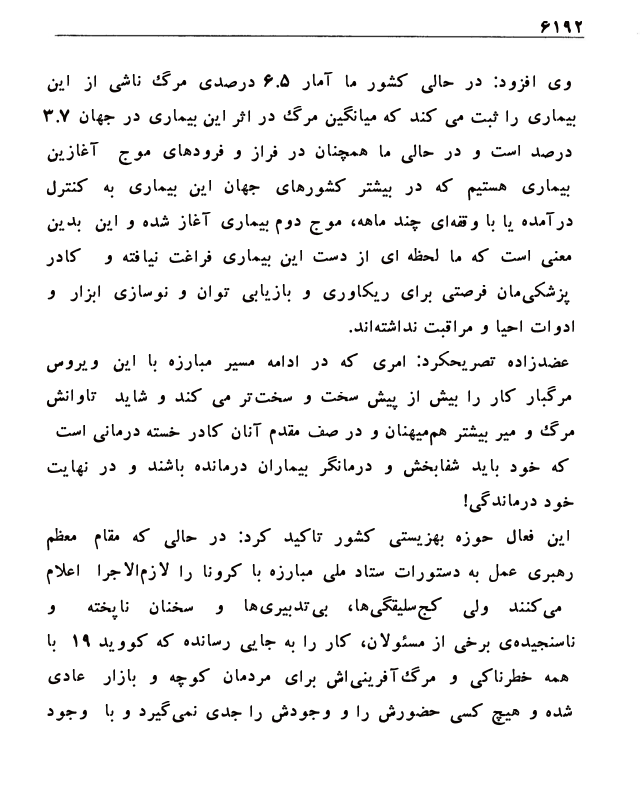 ۶۱۹۲
وی افزود: در حالی کشور ما آمار ۶.۵ درصدی مرگ ناشی از این
بیماری را ثبت می کند که میانگین مرگ در اثر این بیماری در جهان ۳.۷
درصد است و در حالی ما همچنان در فراز و فرودهای موج آغازین
بیماری هستیم که در بیشتر کشورهای جهان این بیماری به کنترل
درآمده یا با وقفه‌ای چند ماهه، موج دوم بیماری آغاز شده و این بدین
معنی است که ما لحظه ای از دست این بیماری فراغت نیافته و کادر
پزشکی‌مان فرصتی برای ریکاوری و بازیابی توان و نوسازی ابزار و
ادوات احیا و مراقبت نداشته‌اند.
عضدزاده تصریحکرد: امری که در ادامه مسیر مبارزه با این ویروس
مرگبار کار را بیش از پیش سخت و سخت‌تر می کند و شاید تاوانش
مرگ و میر بیشتر هم‌میهنان و در صف مقدم آنان کادر خسته درمانی است
که خود باید شفابخش و درمانگر بیماران درمانده باشند و در نهایت
خود درماندگی!
این فعال حوزه بهزیستی کشور تاکید کرد: در حالی که مقام معظم
رهبری عمل به دستورات ستاد ملی مبارزه با کرونا را لازم‌الاجرا اعلام
می‌کنند ولی کج‌سلیقگی‌ها، بی‌تدبیری‌ها و سخنان ناپخته و
ناسنجیده‌ی برخی از مسئولان، کار را به جایی رسانده که کووید ۱۹ با
همه خطرناکی و مرگ‌آفرینی‌اش برای مردمان کوچه و بازار عادی
شده و هیچ کسی حضورش را و وجودش را جدی نمی‌گیرد و با وجود